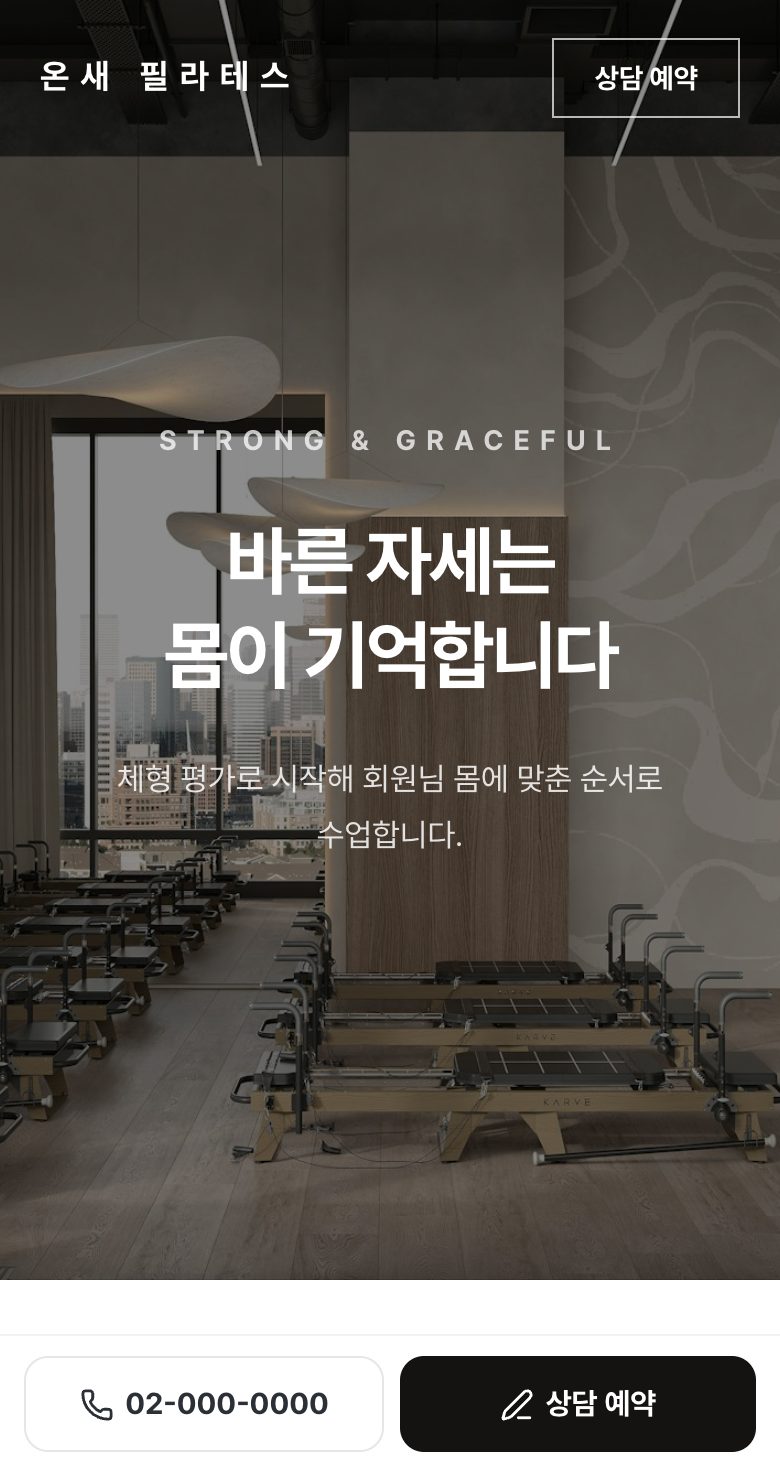 온새 필라테스
상담 예약
STRONG & GRACEFUL
바른 자세는
몸이 기억합니다
체형 평가로 시작해 회원님 몸에 맞춘 순서로
수업합니다.
KARVE
KARVE
02-000-0000
상담 예약